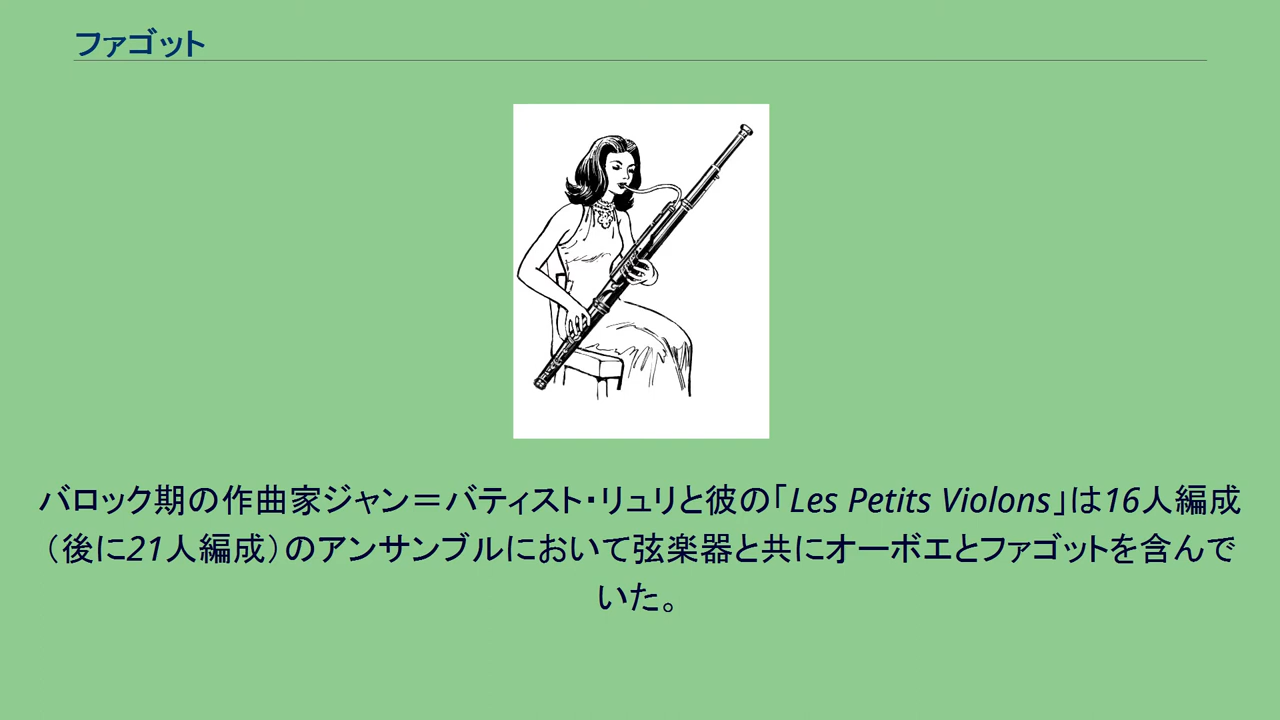 ファゴット
バロック期の作曲家ジャン＝バティスト・リュリと彼の「Les Petits Violons」は16人編成
（後に21人編成）のアンサンブルにおいて弦楽器と共にオーボエとファゴットを含んで
いた。